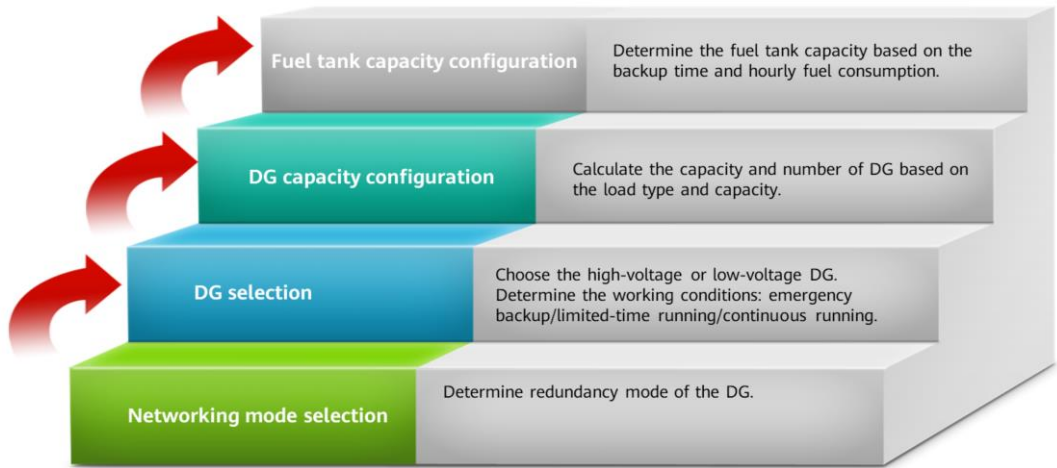 Fuel tank capacity configuration
Determine the fuel tank capacity based on the
backup time and hourly fuel consumption.
DG capacity configuration
Calculate the capacity and number of DG based on
the load type and capacity.
DG selection
Choose the high-voltage or low-voltage DG.
Determine the working conditions: emergency
backup/limited-time running/continuous running.
Networking mode selection
Determine redundancy mode of the DG.